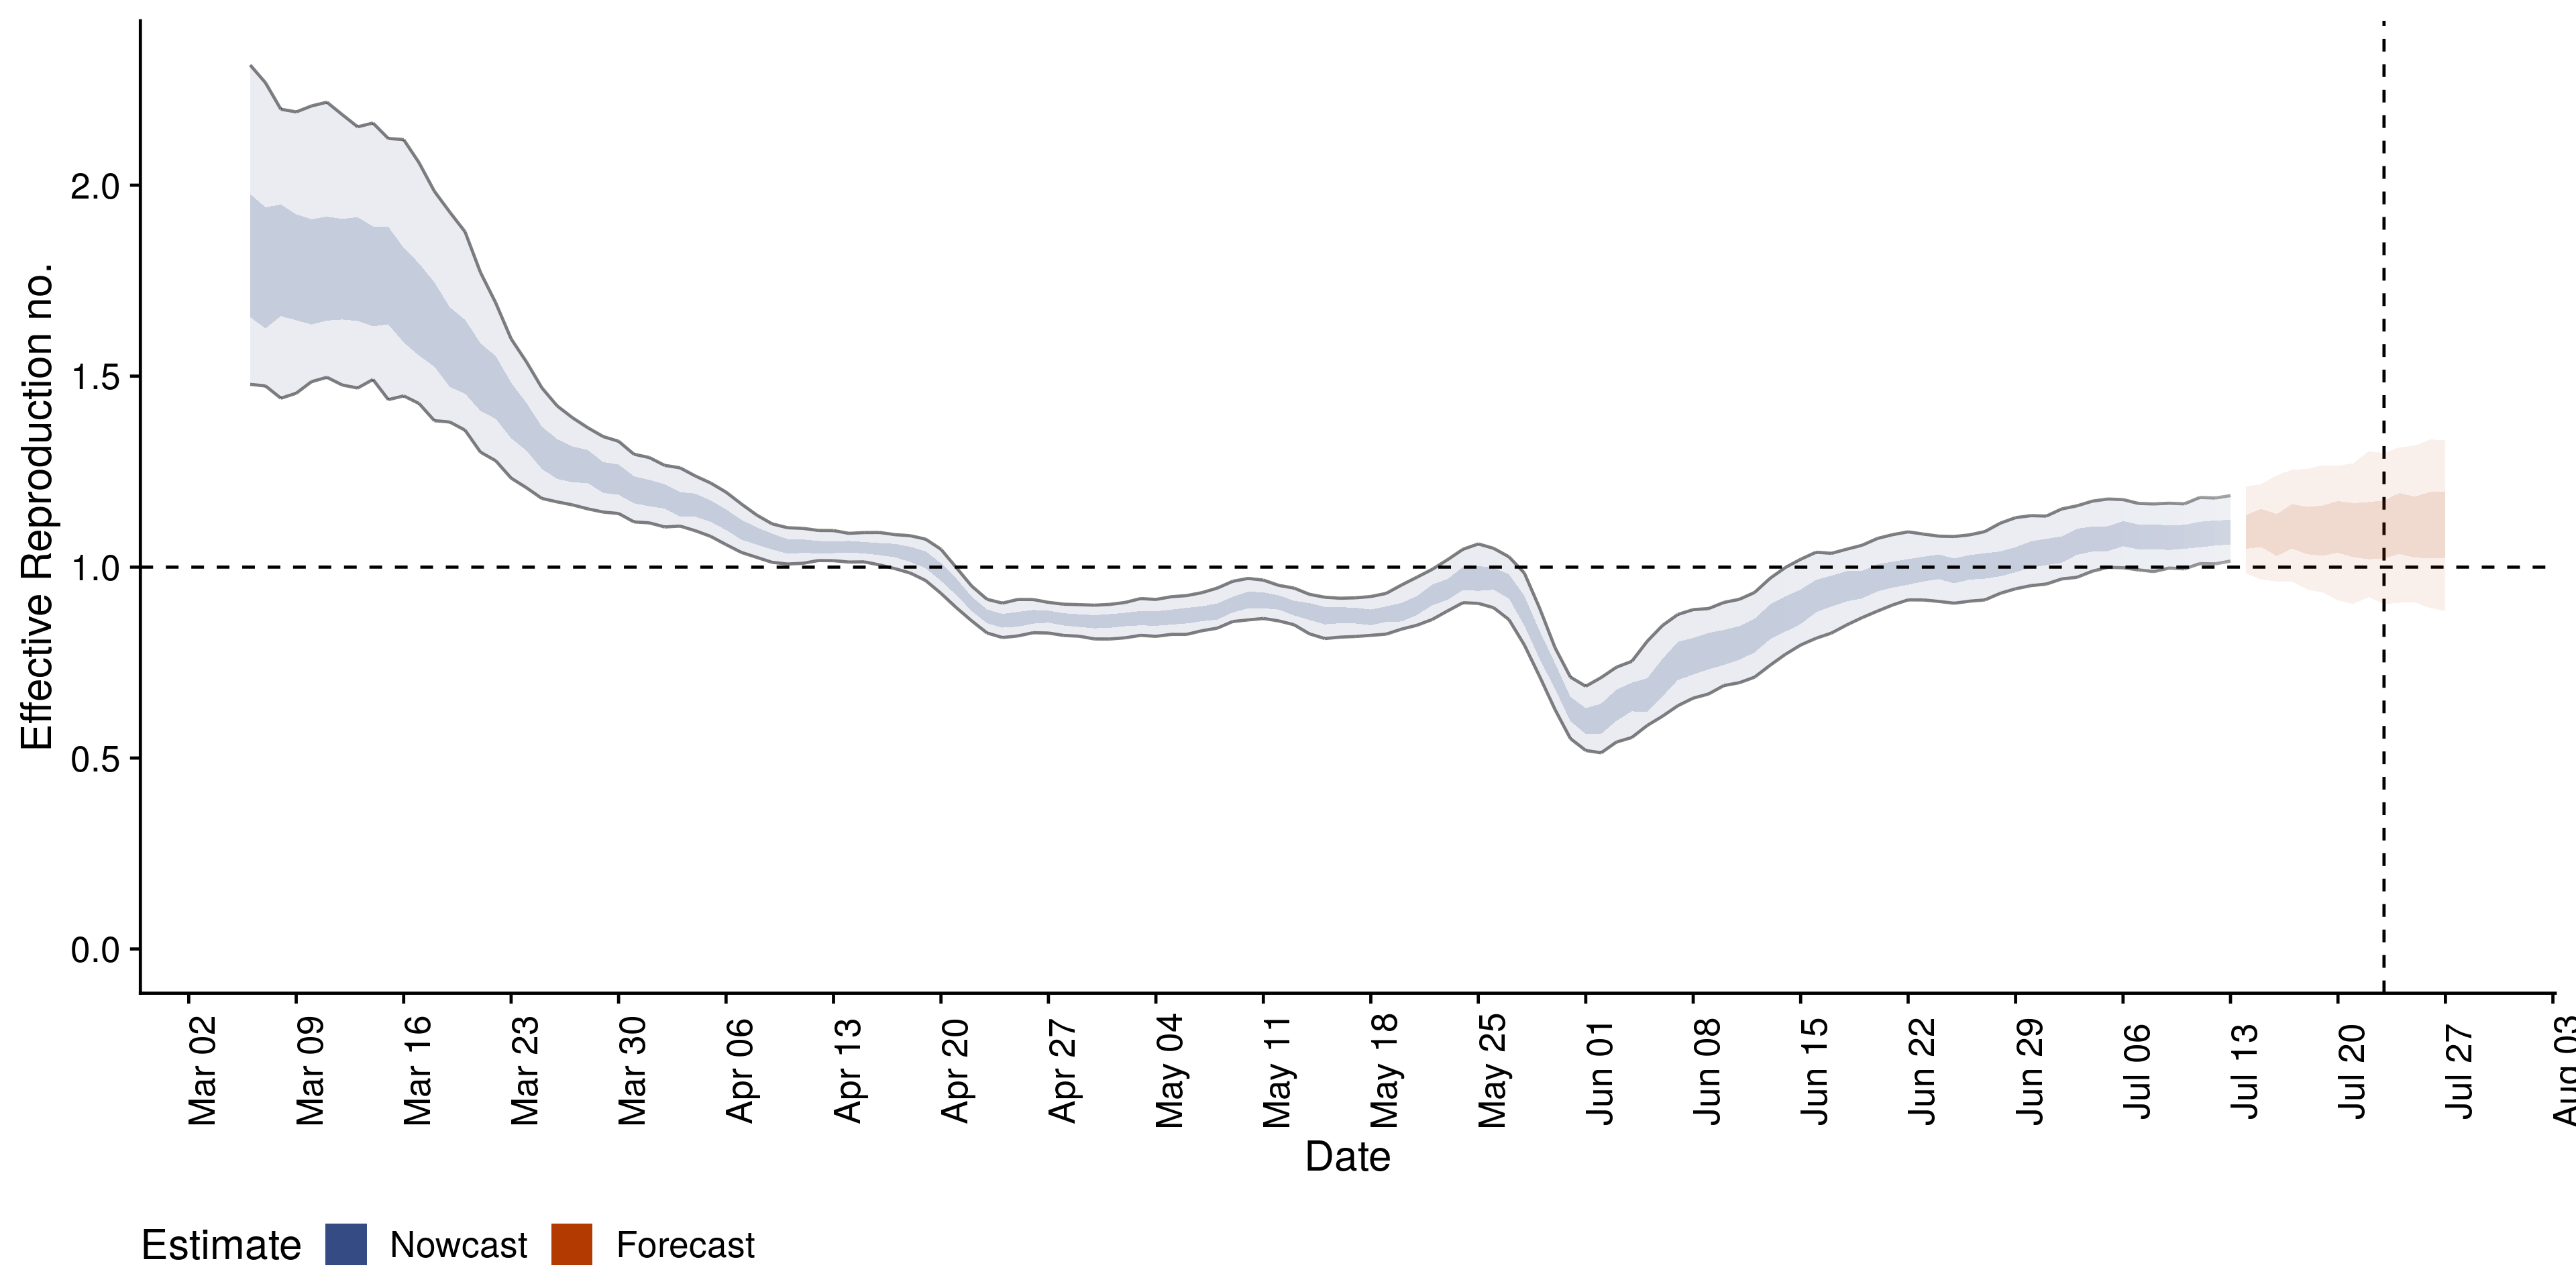 Effective Reproduction no.
2.0
1.5
1.0
0.5
0.0
Mar 02
Mar 09
Mar 16
Mar 23
Mar 30
Apr 06
Apr 13
Apr 20
Apr 27
May 04
May 11
May 18
May 25
Jun 01
Jun 08
Jun 15
Jun 22
Jun 29
Jul 06
Jul 13
Jul 20
Jul 27
Aug 03
Date
Estimate Nowcast Forecast